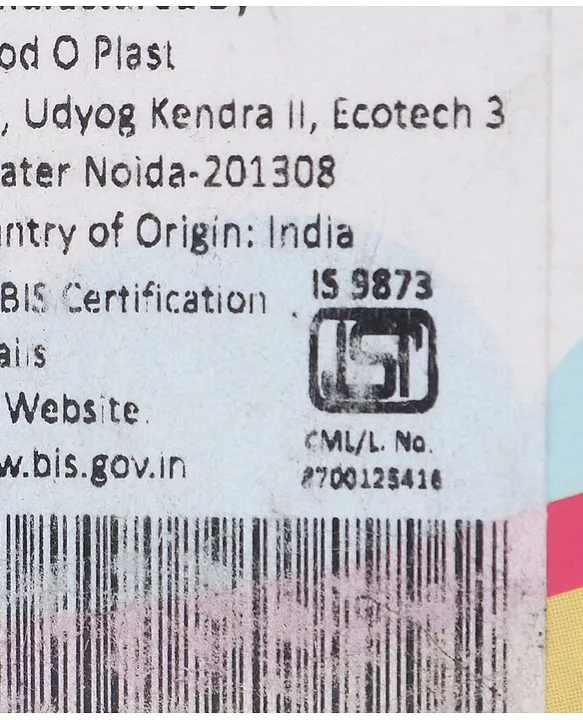 od O Plast
, Udyog Kendra II, Ecotech 3
ater Noida-201308
ntry of Origin: India
BIS Certification
ails
Website
w.bis.gov.in
IS 9873
ISI
CML/L. No.
8700125416